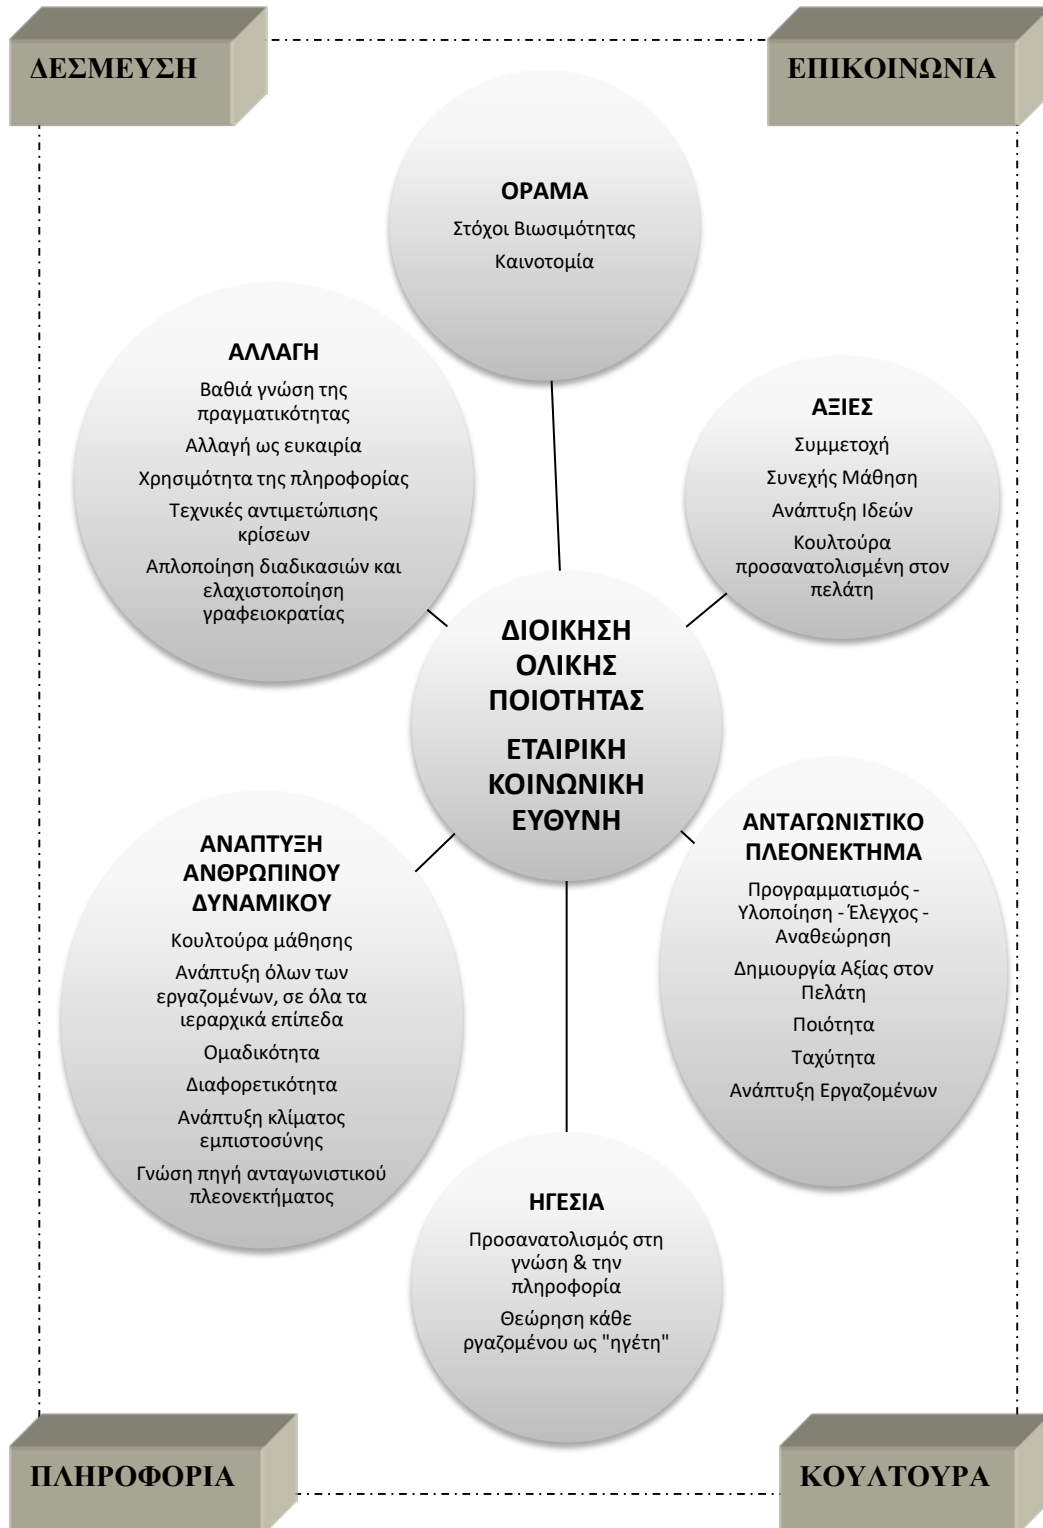 ΔΕΣΜΕΥΣΗ
ΕΠΙΚΟΙΝΩΝΙΑ
ΟΡΑΜΑ
Στόχοι Βιωσιμότητας
Καινοτομία
ΑΛΛΑΓΗ
Βαθιά γνώση της
πραγματικότητας
Αλλαγή ως ευκαιρία
Χρησιμότητα της πληροφορίας
Τεχνικές αντιμετώπισης
κρίσεων
Απλοποίηση διαδικασιών και
ελαχιστοποίηση
γραφειοκρατίας
ΑΞΙΕΣ
Συμμετοχή
Συνεχής Μάθηση
Ανάπτυξη Ιδεών
Κουλτούρα
προσανατολισμένη στον
πελάτη
ΔΙΟΙΚΗΣΗ
ΟΛΙΚΗΣ
ΠΟΙΟΤΗΤΑΣ
ΕΤΑΙΡΙΚΗ
ΚΟΙΝΩΝΙΚΗ
ΕΥΘΥΝΗ
ΑΝΑΠΤΥΞΗ
ΑΝΘΡΩΠΙΝΟΥ
ΔΥΝΑΜΙΚΟΥ
Κουλτούρα μάθησης
Ανάπτυξη όλων των
εργαζομένων, σε όλα τα
ιεραρχικά επίπεδα
Ομαδικότητα
Διαφορετικότητα
Ανάπτυξη κλίματος
εμπιστοσύνης
Γνώση πηγή ανταγωνιστικού
πλεονεκτήματος
ΑΝΤΑΓΩΝΙΣΤΙΚΟ
ΠΛΕΟΝΕΚΤΗΜΑ
Προγραμματισμός -
Υλοποίηση - Έλεγχος -
Αναθεώρηση
Δημιουργία Αξίας στον
Πελάτη
Ποιότητα
Ταχύτητα
Ανάπτυξη Εργαζομένων
ΗΓΕΣΙΑ
Προσανατολισμός στη
γνώση & την
πληροφορία
Θεώρηση κάθε
ργαζομένου ως "ηγέτη"
ΠΛΗΡΟΦΟΡΙΑ
ΚΟΥΛΤΟΥΡΑ